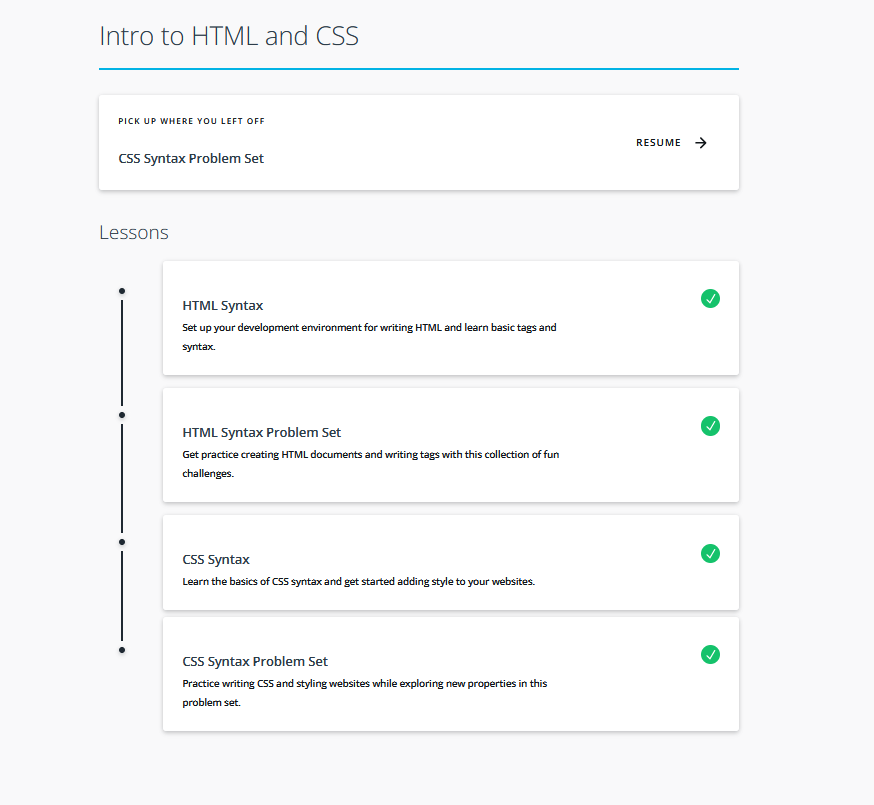 Intro to HTML and CSS
PICK UP WHERE YOU LEFT OFF
RESUME
CSS Syntax Problem Set
Lessons
HTML Syntax
Set up your development environment for writing HTML and learn basic tags and
syntax.
HTML Syntax Problem Set
Get practice creating HTML documents and writing tags with this collection of fun
challenges.
CSS Syntax
Learn the basics of CSS syntax and get started adding style to your websites.
CSS Syntax Problem Set
Practice writing CSS and styling websites while exploring new properties in this
problem set.